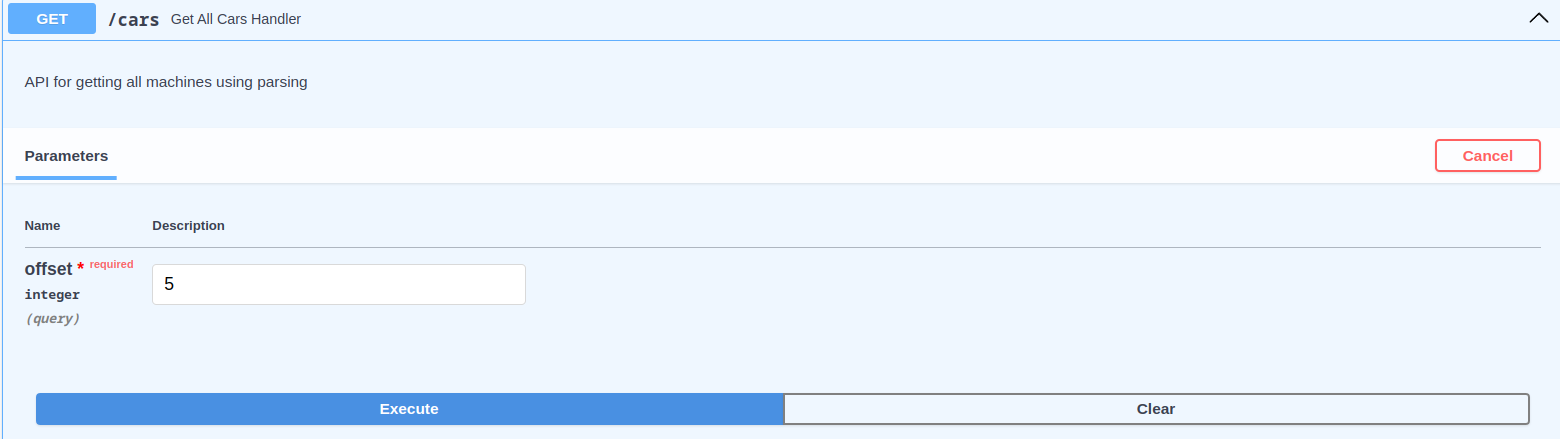 GET /cars Get All Cars Handler
API for getting all machines using parsing
Parameters Cancel
Name Description
offset * required
integer
(query)
5
Execute Clear